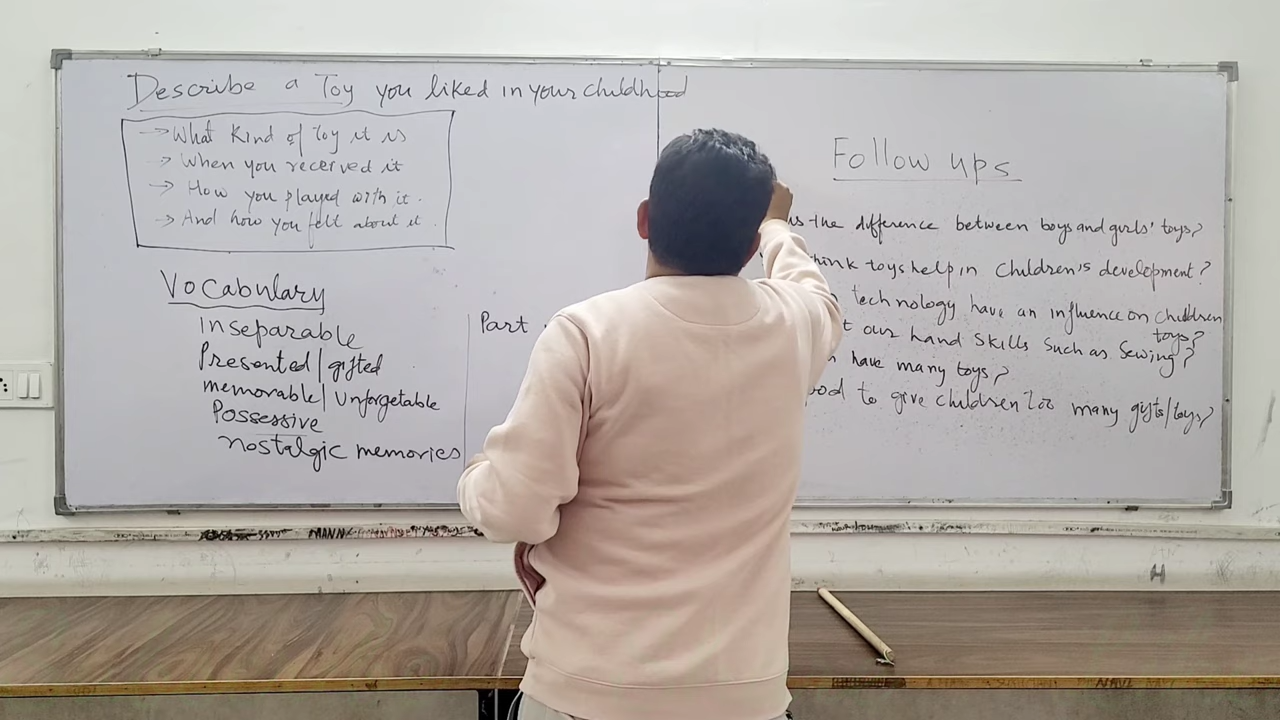 Describe a Toy you liked in your childhood
→ What kind of toy it is
→ When you received it
→ How you played with it.
→ And how you felt about it.
Vocabulary
inseparable
Presented/gifted
memorable/Unforgetable
Possessive
nostalgic memories
Part
Follow ups
is the difference between boys and girls' toys?
think toys help in children's development?
technology have an influence on children
toys?
our hand skills such as sewing?
have many toys?
to give children too many gifts/toys?